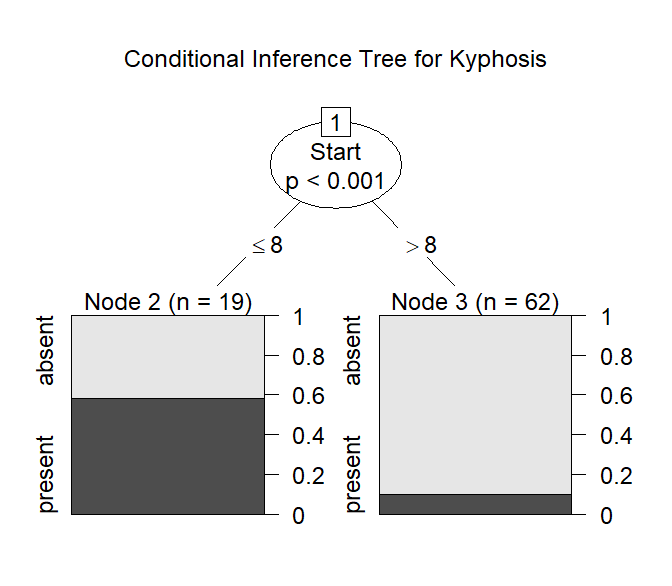 Conditional Inference Tree for Kyphosis
1
Start
p < 0.001
≤ 8
> 8
Node 2 (n = 19)
absent
present
1
0.8
0.6
0.4
0.2
0
Node 3 (n = 62)
absent
present
1
0.8
0.6
0.4
0.2
0